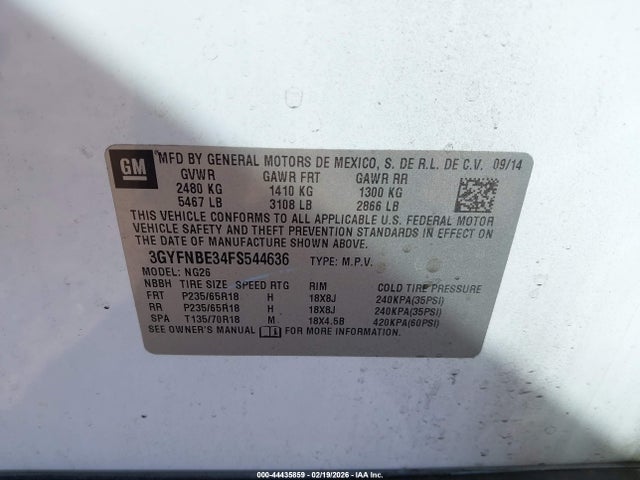 GM
MFD BY GENERAL MOTORS DE MEXICO, S. DE R.L. DE C.V. 09/14
GVWR GAWR FRT GAWR RR
2480 KG 1410 KG 1300 KG
5467 LB 3108 LB 2866 LB
THIS VEHICLE CONFORMS TO ALL APPLICABLE U.S. FEDERAL MOTOR
VEHICLE SAFETY AND THEFT PREVENTION STANDARDS IN EFFECT ON
THE DATE OF MANUFACTURE SHOWN ABOVE.
3GYFNBE34FS544636 TYPE: M.P.V.
MODEL: NG26
NBBH TIRE SIZE SPEED RTG RIM COLD TIRE PRESSURE
FRT P235/65R18 H 18X8J 240KPA(35PSI)
RR P235/65R18 H 18X8J 240KPA(35PSI)
SPA T135/70R18 M 18X4.5B 420KPA(60PSI)
SEE OWNER'S MANUAL FOR MORE INFORMATION.
000-44435859 - 02/19/2026 - IAA Inc.